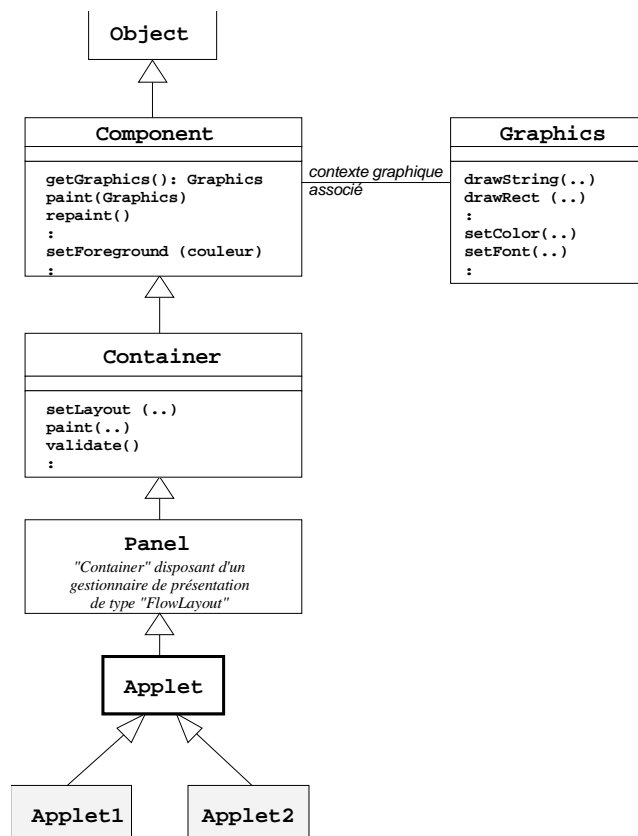 Object
Component
getGraphics(): Graphics
paint(Graphics)
repaint()
:
setForeground (couleur)
:
contexte graphique
associé
Graphics
drawString(..)
drawRect (..)
:
setColor(..)
setFont(..)
:
Container
setLayout (..)
paint(..)
validate()
:
Panel
"Container" disposant d'un
gestionnaire de présentation
de type "FlowLayout"
Applet
Applet1
Applet2